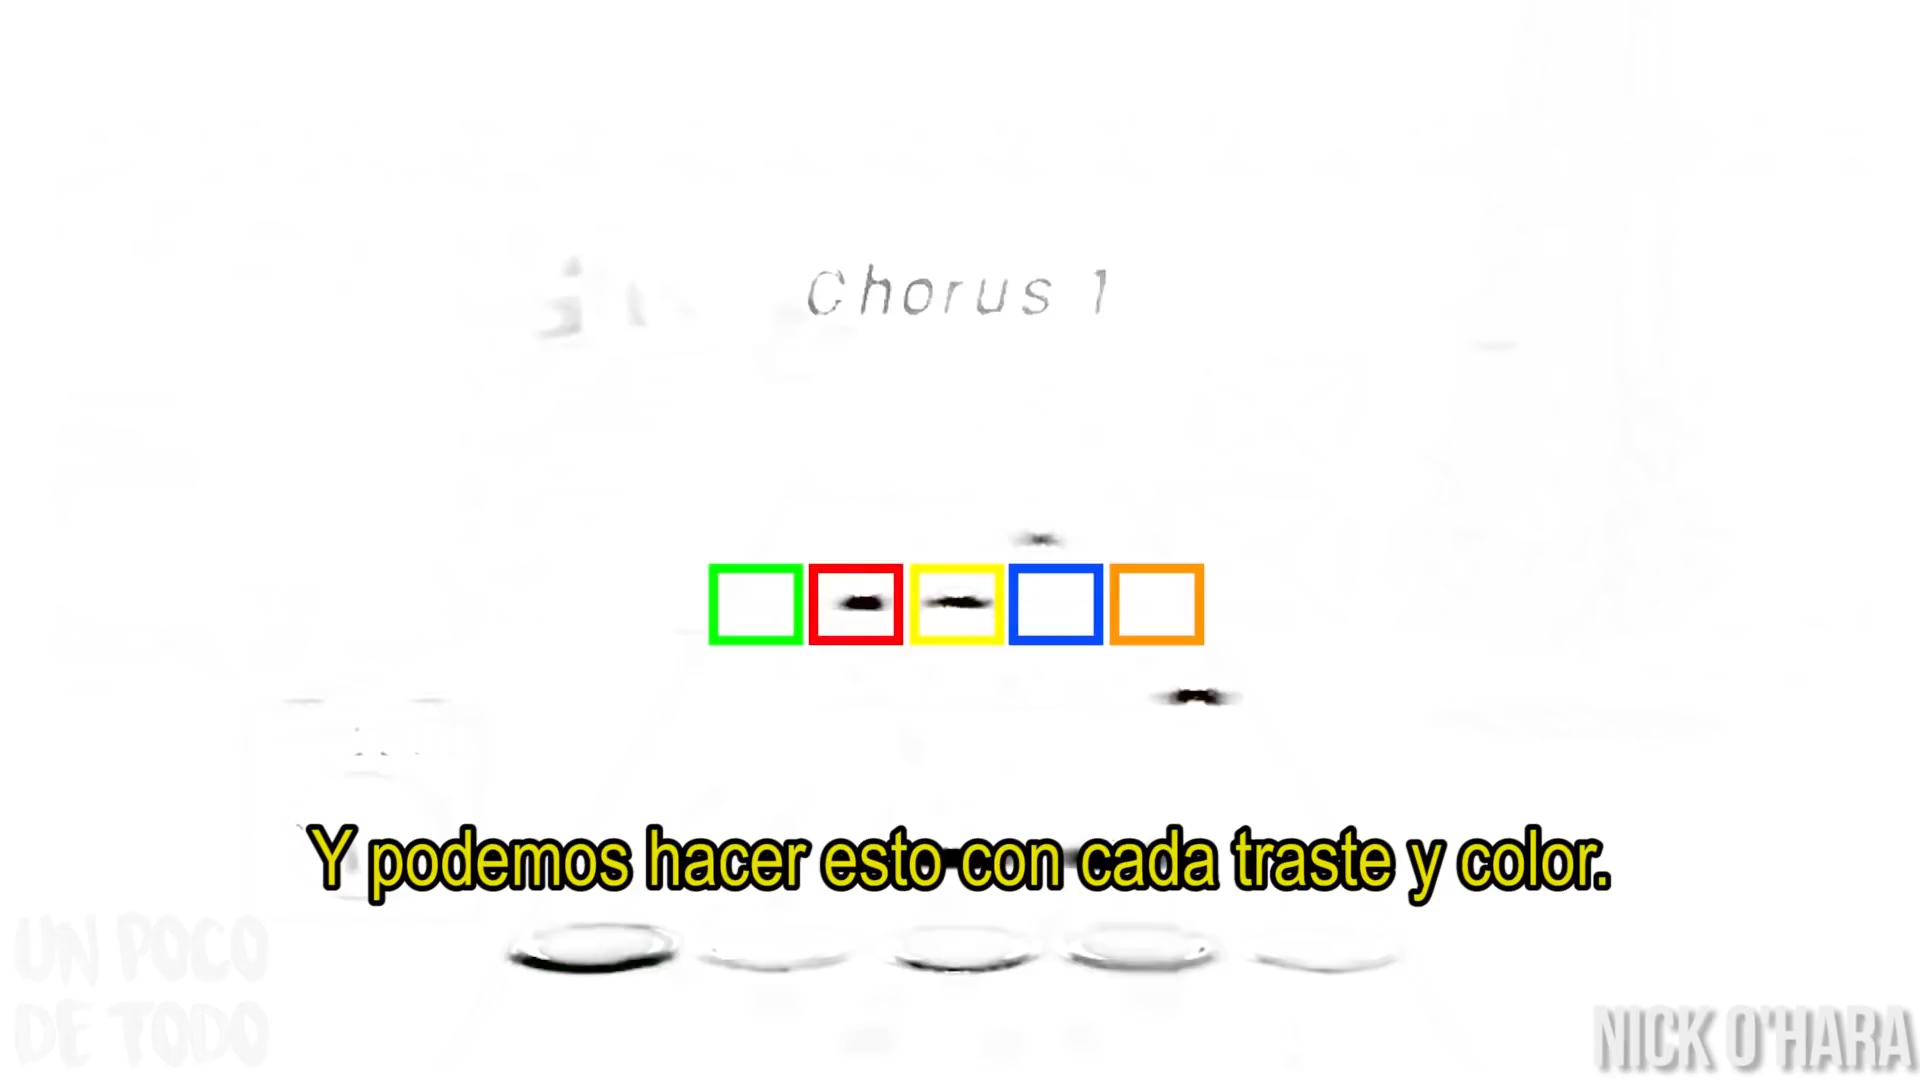 Chorus 1
Y podemos hacer esto con cada traste y color.
UN POCO
DE TODO
NICK O'HARA